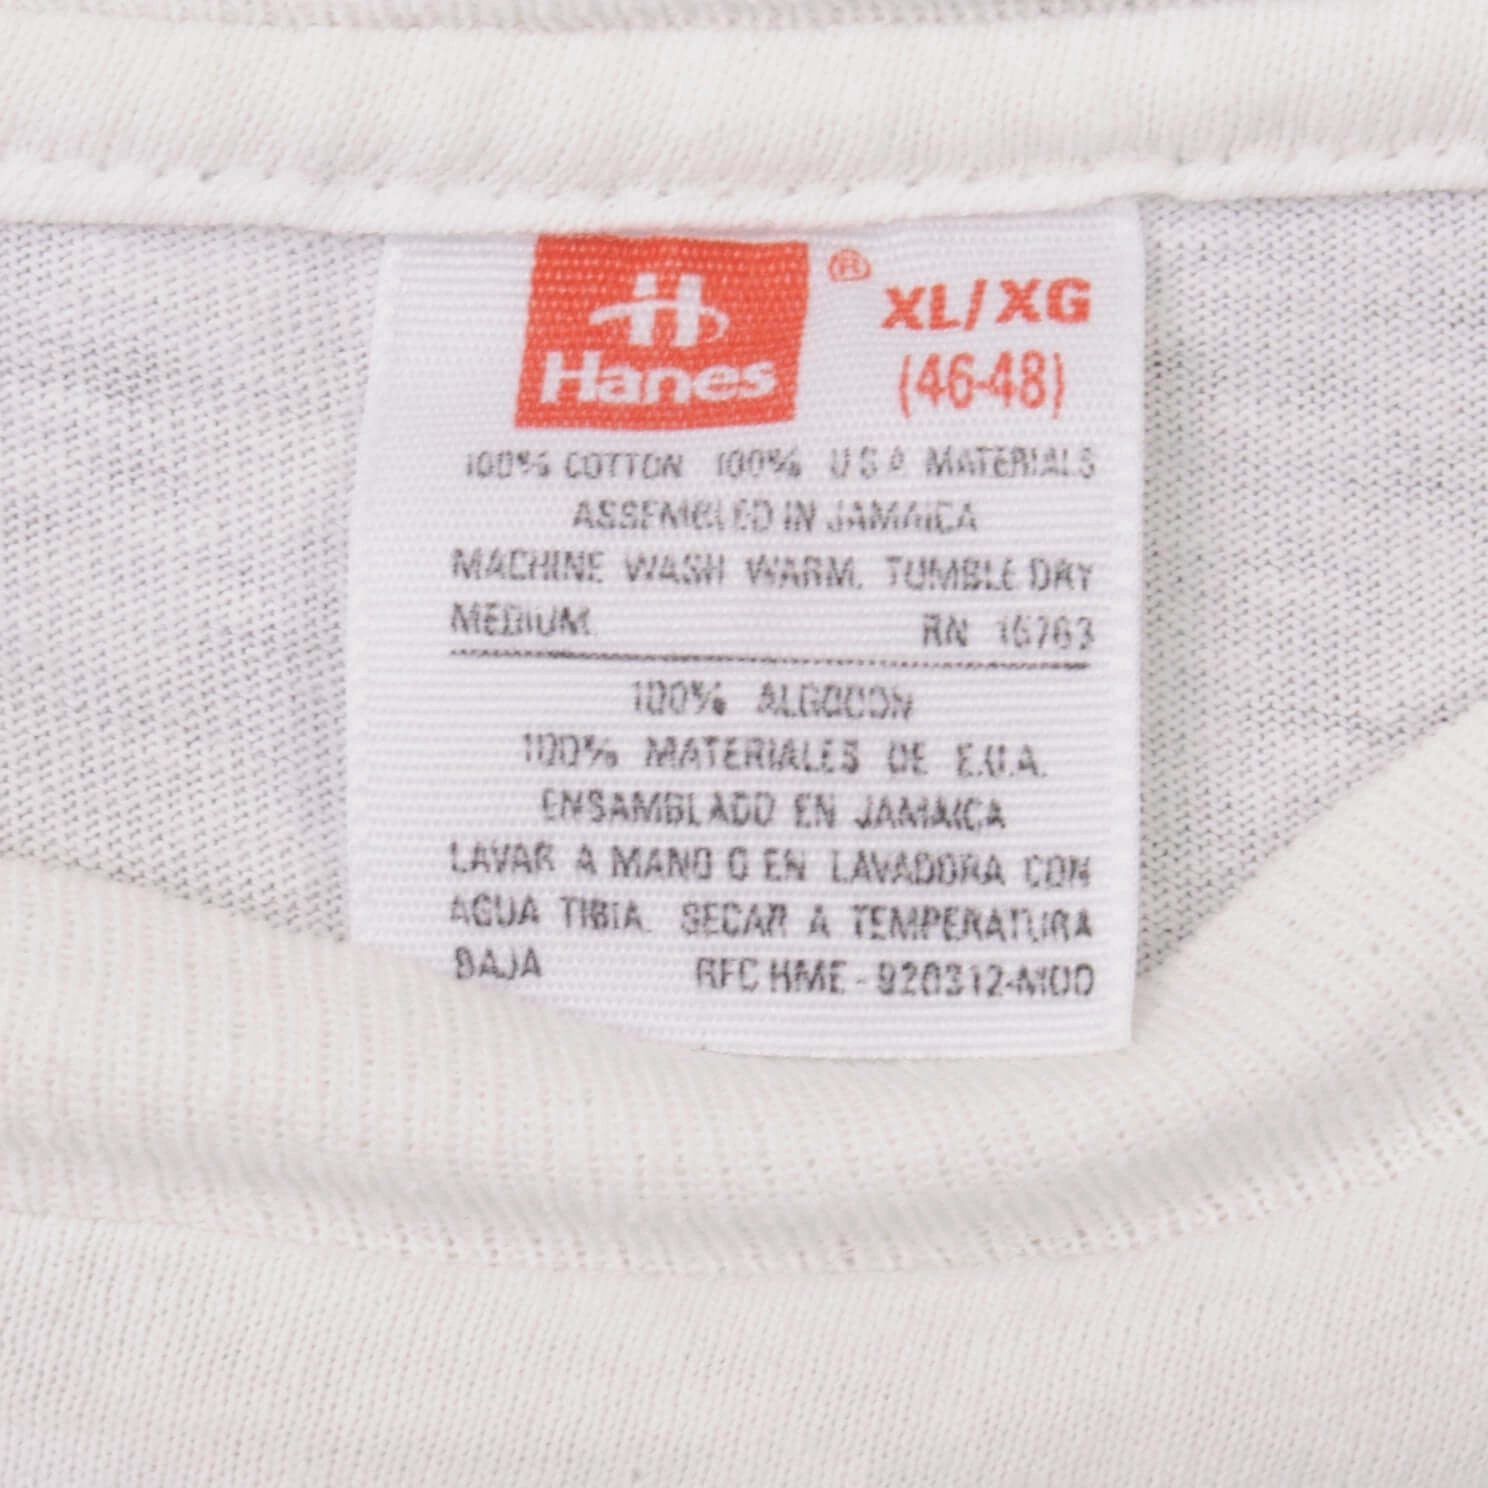 H
Hanes ® XL/XG
(46-48)
100% COTTON 100% U S A MATERIALS
ASSEMBLED IN JAMAICA
MACHINE WASH WARM. TUMBLE DRY
MEDIUM RN 15763
100% ALGODON
100% MATERIALES DE E.U.A.
ENSAMBLADO EN JAMAICA
LAVAR A MANO O EN LAVADORA CON
AGUA TIBIA. SECAR A TEMPERATURA
BAJA RFC HME - 920312-MOD